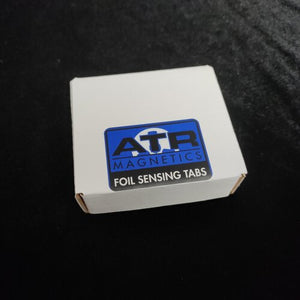 ATR
MAGNETICS
FOIL SENSING TABS